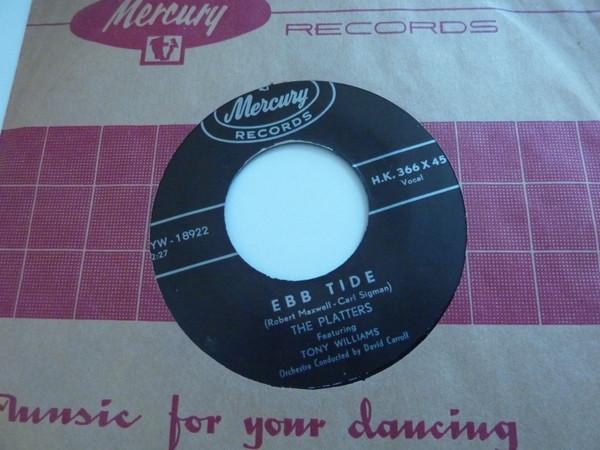 Mercury
RECORDS
Mercury
RECORDS
H.K. 366 X 45
Vocal
YW-18922
2:27
EBB TIDE
(Robert Maxwell - Carl Sigman)
THE PLATTERS
Featuring
TONY WILLIAMS
Orchestra Conducted by David Carroll
music for your dancing